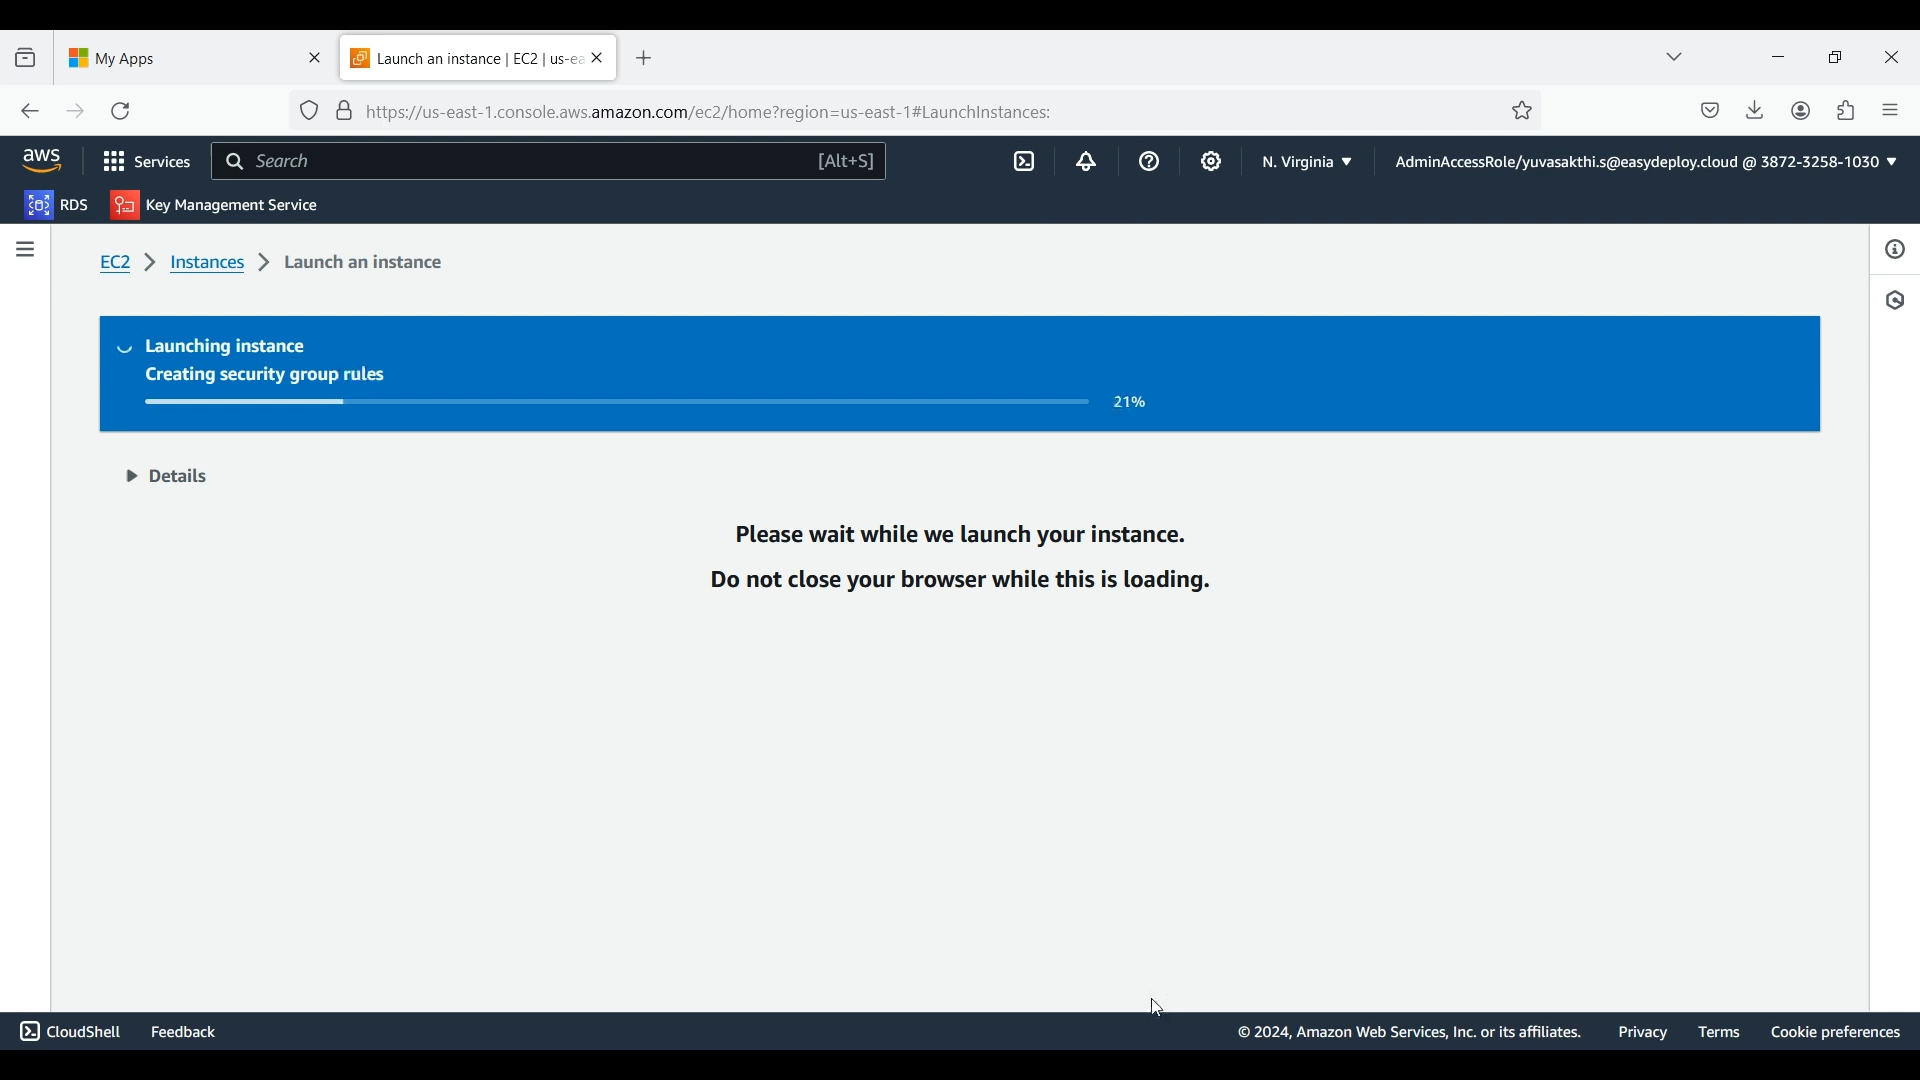 My Apps
Launch an instance | EC2 | us-ea
https://us-east-1.console.aws.amazon.com/ec2/home?region=us-east-1#LaunchInstances:
aws
Services
Search
[Alt+S]
N. Virginia
AdminAccessRole/yuvasakthi.s@easydeploy.cloud @ 3872-3258-1030
RDS
Key Management Service
EC2
Instances
Launch an instance
Launching instance
Creating security group rules
21%
Details
Please wait while we launch your instance.
Do not close your browser while this is loading.
CloudShell
Feedback
© 2024, Amazon Web Services, Inc. or its affiliates.
Privacy
Terms
Cookie preferences